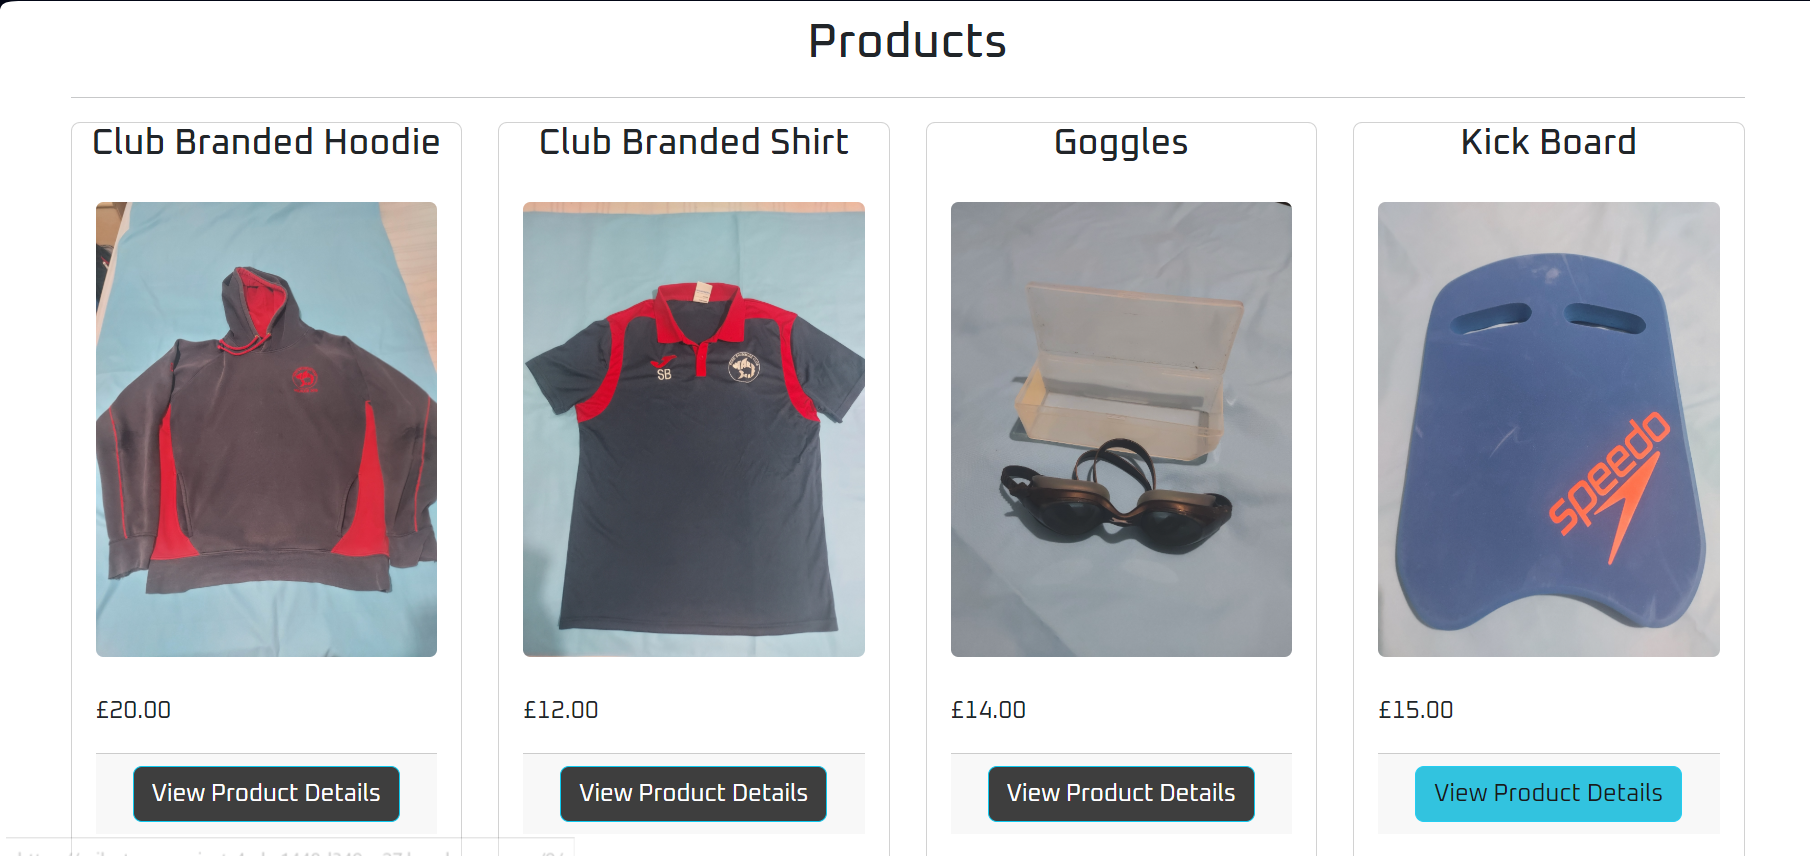 Products
Club Branded Hoodie
Club Branded Shirt
Goggles
Kick Board
SB
speedo
£20.00
£12.00
£14.00
£15.00
View Product Details
View Product Details
View Product Details
View Product Details